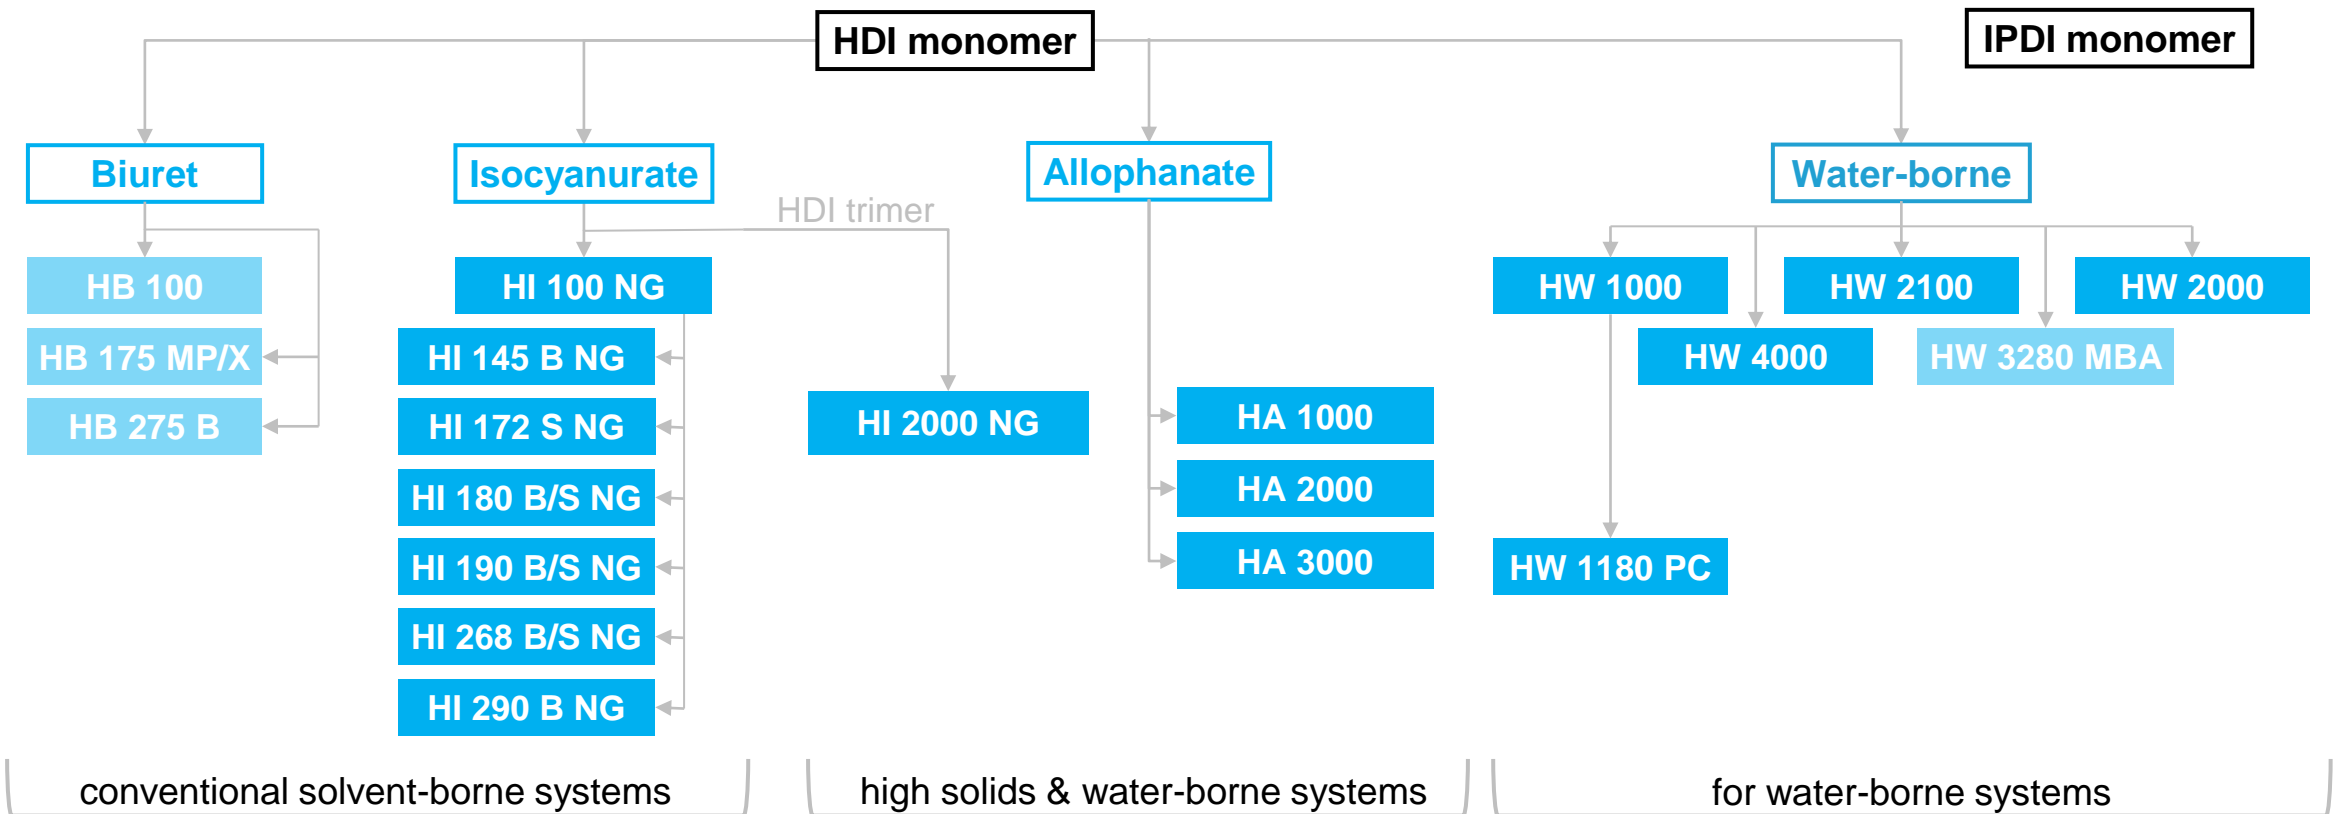 HDI monomer
IPDI monomer
Biuret
Isocyanurate
Allophanate
Water-borne
HDI trimer
HB 100
HI 100 NG
HW 1000
HW 2100
HW 2000
HB 175 MP/X
HI 145 B NG
HW 4000
HW 3280 MBA
HB 275 B
HI 172 S NG
HI 2000 NG
HA 1000
HI 180 B/S NG
HA 2000
HI 190 B/S NG
HA 3000
HW 1180 PC
HI 268 B/S NG
HI 290 B NG
conventional solvent-borne systems
high solids & water-borne systems
for water-borne systems